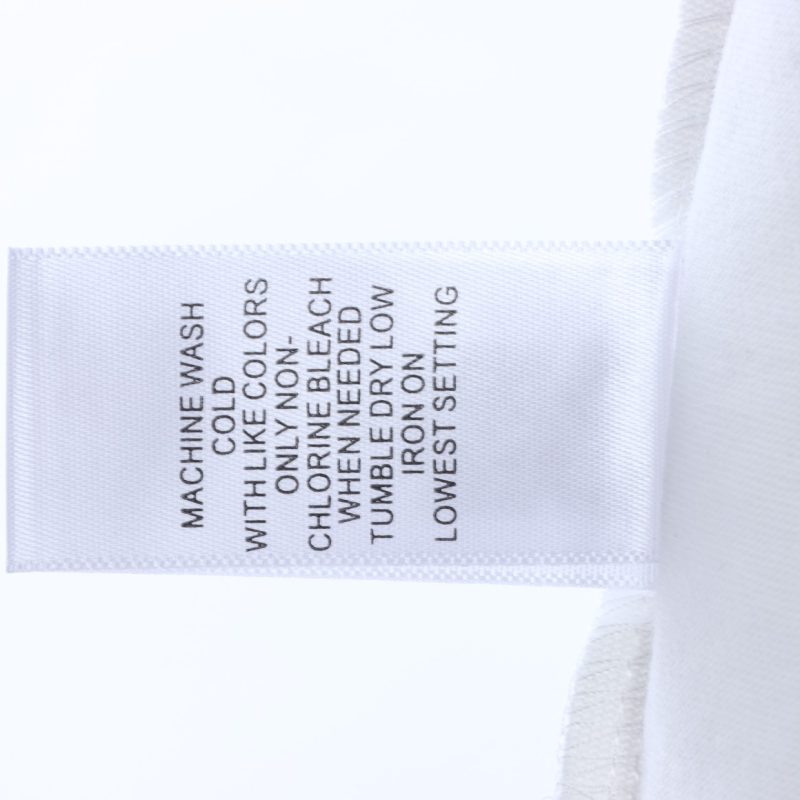 MACHINE WASH
COLD
WITH LIKE COLORS
ONLY NON-
CHLORINE BLEACH
WHEN NEEDED
TUMBLE DRY LOW
IRON ON
LOWEST SETTING